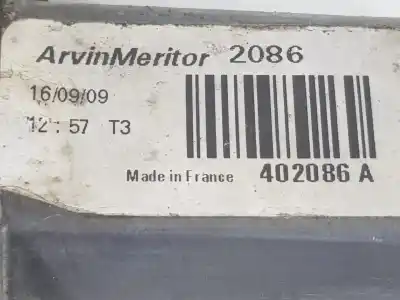 ArvinMeritor 2086
16/09/09
12 : 57 T3
Made in France 402086 A